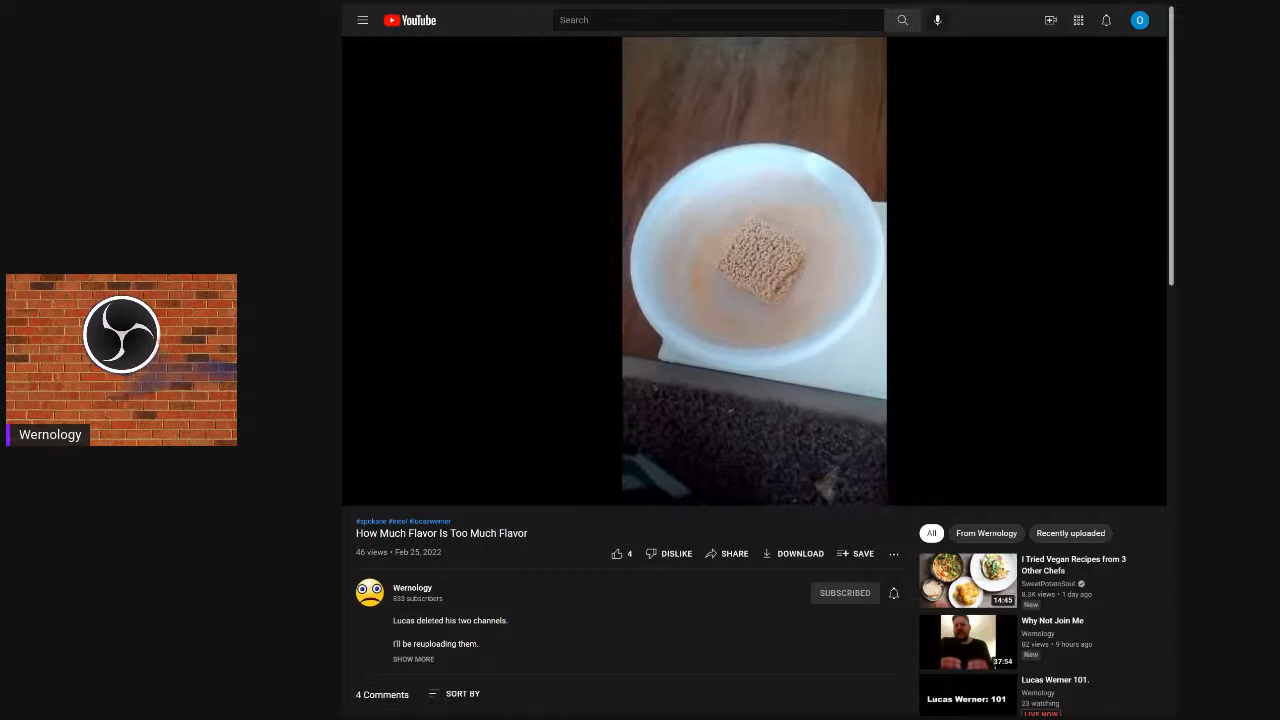 YouTube
Search
O
Wernology
#spokane #incel #lucaswerner
How Much Flavor Is Too Much Flavor
46 views • Feb 25, 2022
4
DISLIKE
SHARE
DOWNLOAD
SAVE
Wernology
833 subscribers
SUBSCRIBED
Lucas deleted his two channels.
I'll be reuploading them.
SHOW MORE
4 Comments
SORT BY
All
From Wernology
Recently uploaded
14:45
I Tried Vegan Recipes from 3
Other Chefs
SweetPotatoSoul
8.3K views • 1 day ago
New
37:54
Why Not Join Me
Wernology
82 views • 9 hours ago
New
Lucas Werner: 101
Lucas Werner 101.
Wernology
23 watching
LIVE NOW